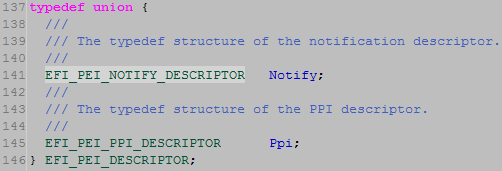 137 typedef union {
138   ///
139   /// The typedef structure of the notification descriptor.
140   ///
141   EFI_PEI_NOTIFY_DESCRIPTOR   Notify;
142   ///
143   /// The typedef structure of the PPI descriptor.
144   ///
145   EFI_PEI_PPI_DESCRIPTOR      Ppi;
146 } EFI_PEI_DESCRIPTOR;